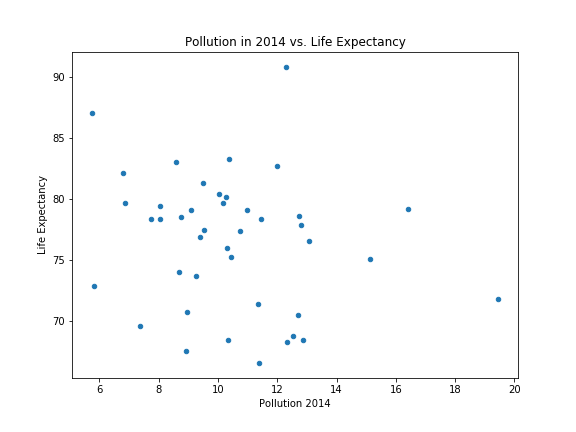 Pollution in 2014 vs. Life Expectancy
90
85
80
75
70
Life Expectancy
6 8 10 12 14 16 18 20
Pollution 2014